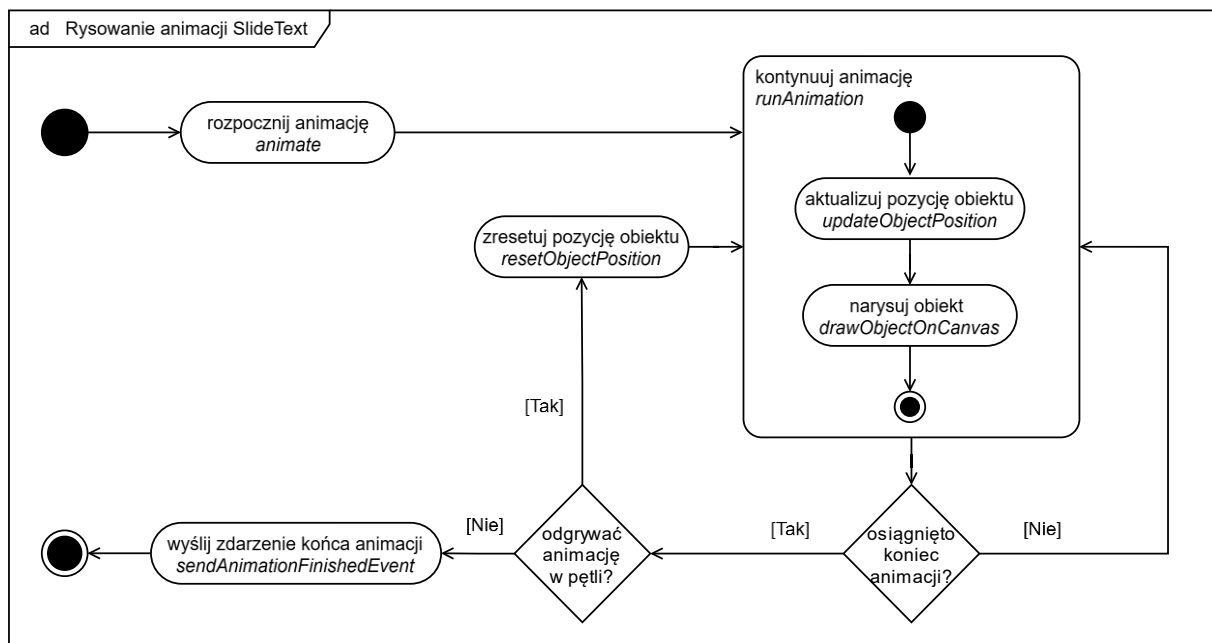 ad Rysowanie animacji SlideText
rozpocznij animację
animate
kontynuuj animację
runAnimation
aktualizuj pozycję obiektu
updateObjectPosition
zresetuj pozycję obiektu
resetObjectPosition
narysuj obiekt
drawObjectOnCanvas
[Tak]
[Nie]
[Tak]
[Nie]
wyślij zdarzenie końca animacji
sendAnimationFinishedEvent
odgrywać
animację
w pętli?
osiągnięto
koniec
animacji?